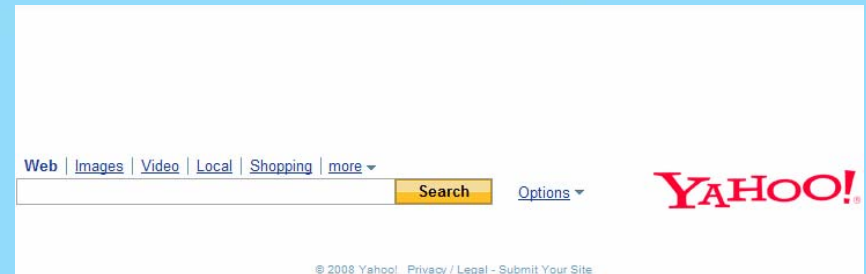 Web | Images | Video | Local | Shopping | more
Search Options YAHOO!
© 2008 Yahoo! Privacy / Legal - Submit Your Site